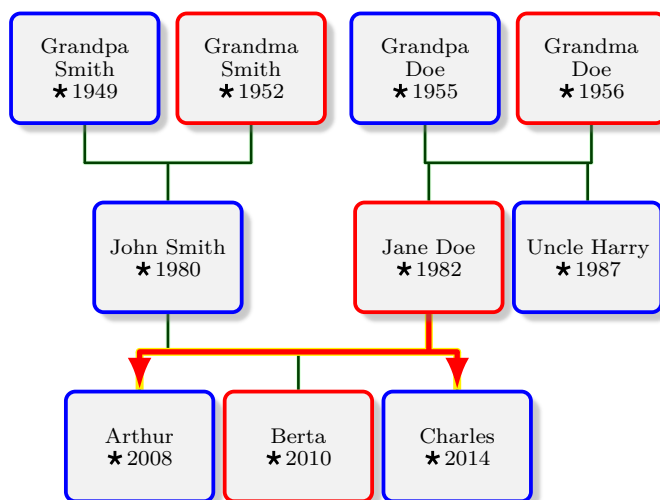 Grandpa
Smith
★1949
Grandma
Smith
★1952
Grandpa
Doe
★1955
Grandma
Doe
★1956
John Smith
★1980
Jane Doe
★1982
Uncle Harry
★1987
Arthur
★2008
Berta
★2010
Charles
★2014